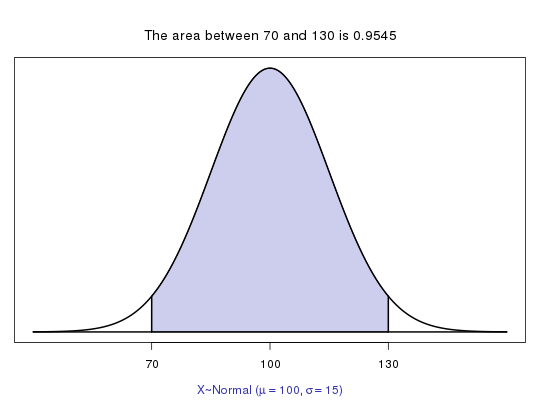 The area between 70 and 130 is 0.9545
70 100 130
X~Normal (μ = 100, σ = 15)